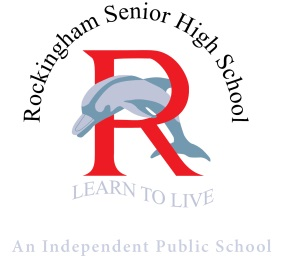 Rockingham Senior High School
R
LEARN TO LIVE
An Independent Public School